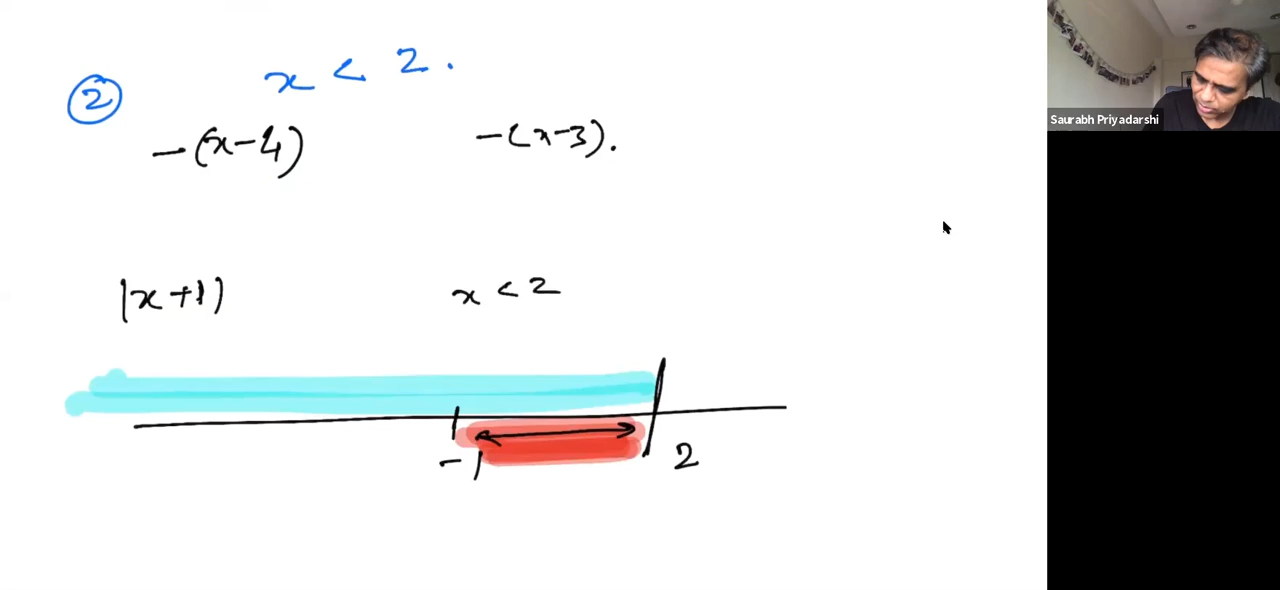 ② x < 2.
-(x-4) -(x-3).
|x+1| x < 2
-1 2
Saurabh Priyadarshi